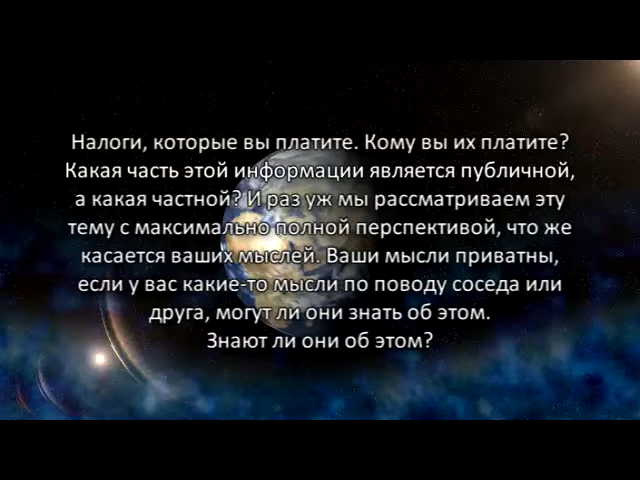 Налоги, которые вы платите. Кому вы их платите?
Какая часть этой информации является публичной,
а какая частной? И раз уж мы рассматриваем эту
тему с максимально полной перспективой, что же
касается ваших мыслей. Ваши мысли приватны,
если у вас какие-то мысли по поводу соседа или
друга, могут ли они знать об этом.
Знают ли они об этом?